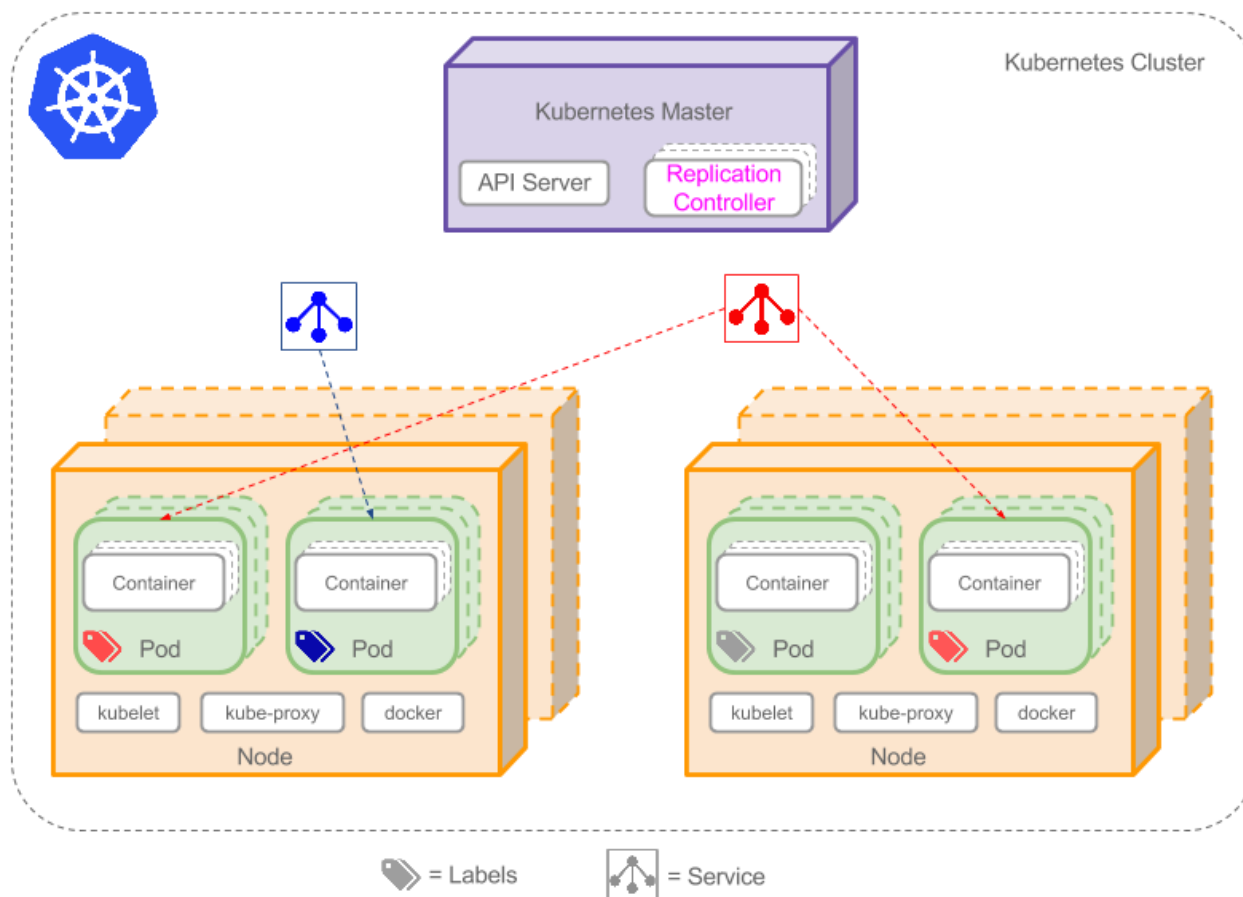 Kubernetes Cluster
Kubernetes Master
API Server
Replication
Controller
Container
Container
Container
Container
Pod
Pod
Pod
Pod
kubelet
kube-proxy
docker
kubelet
kube-proxy
docker
Node
Node
= Labels
= Service